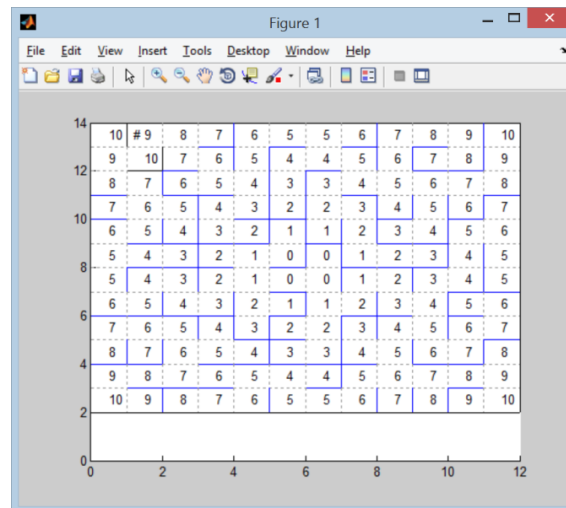 Figure 1
File Edit View Insert Tools Desktop Window Help
14
10 # 9 8 7 6 5 5 6 7 8 9 10
9 10 7 6 5 4 4 5 6 7 8 9
12
8 7 6 5 4 3 3 4 5 6 7 8
7 6 5 4 3 2 2 3 4 5 6 7
10
6 5 4 3 2 1 1 2 3 4 5 6
5 4 3 2 1 0 0 1 2 3 4 5
8
5 4 3 2 1 0 0 1 2 3 4 5
6 5 4 3 2 1 1 2 3 4 5 6
6
7 6 5 4 3 2 2 3 4 5 6 7
8 7 6 5 4 3 3 4 5 6 7 8
4
9 8 7 6 5 4 4 5 6 7 8 9
10 9 8 7 6 5 5 6 7 8 9 10
2
0
0 2 4 6 8 10 12